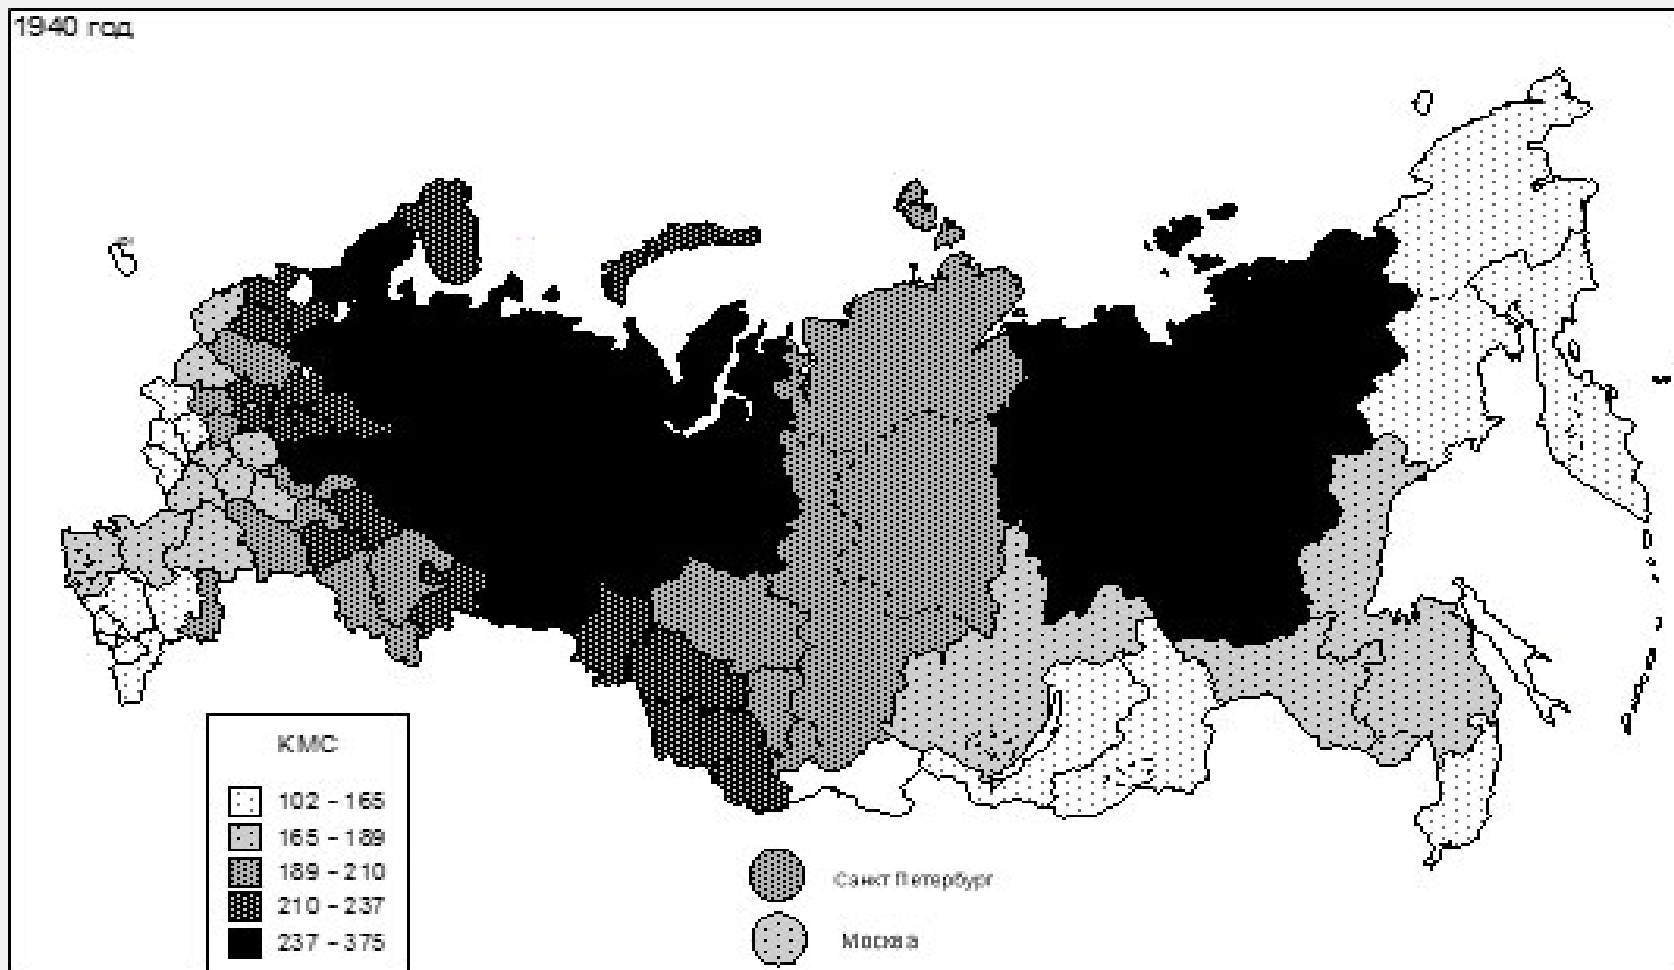 1940 год
КМС
102 - 165
165 - 189
189 - 210
210 - 237
237 - 375
Санкт Петербург
Москва